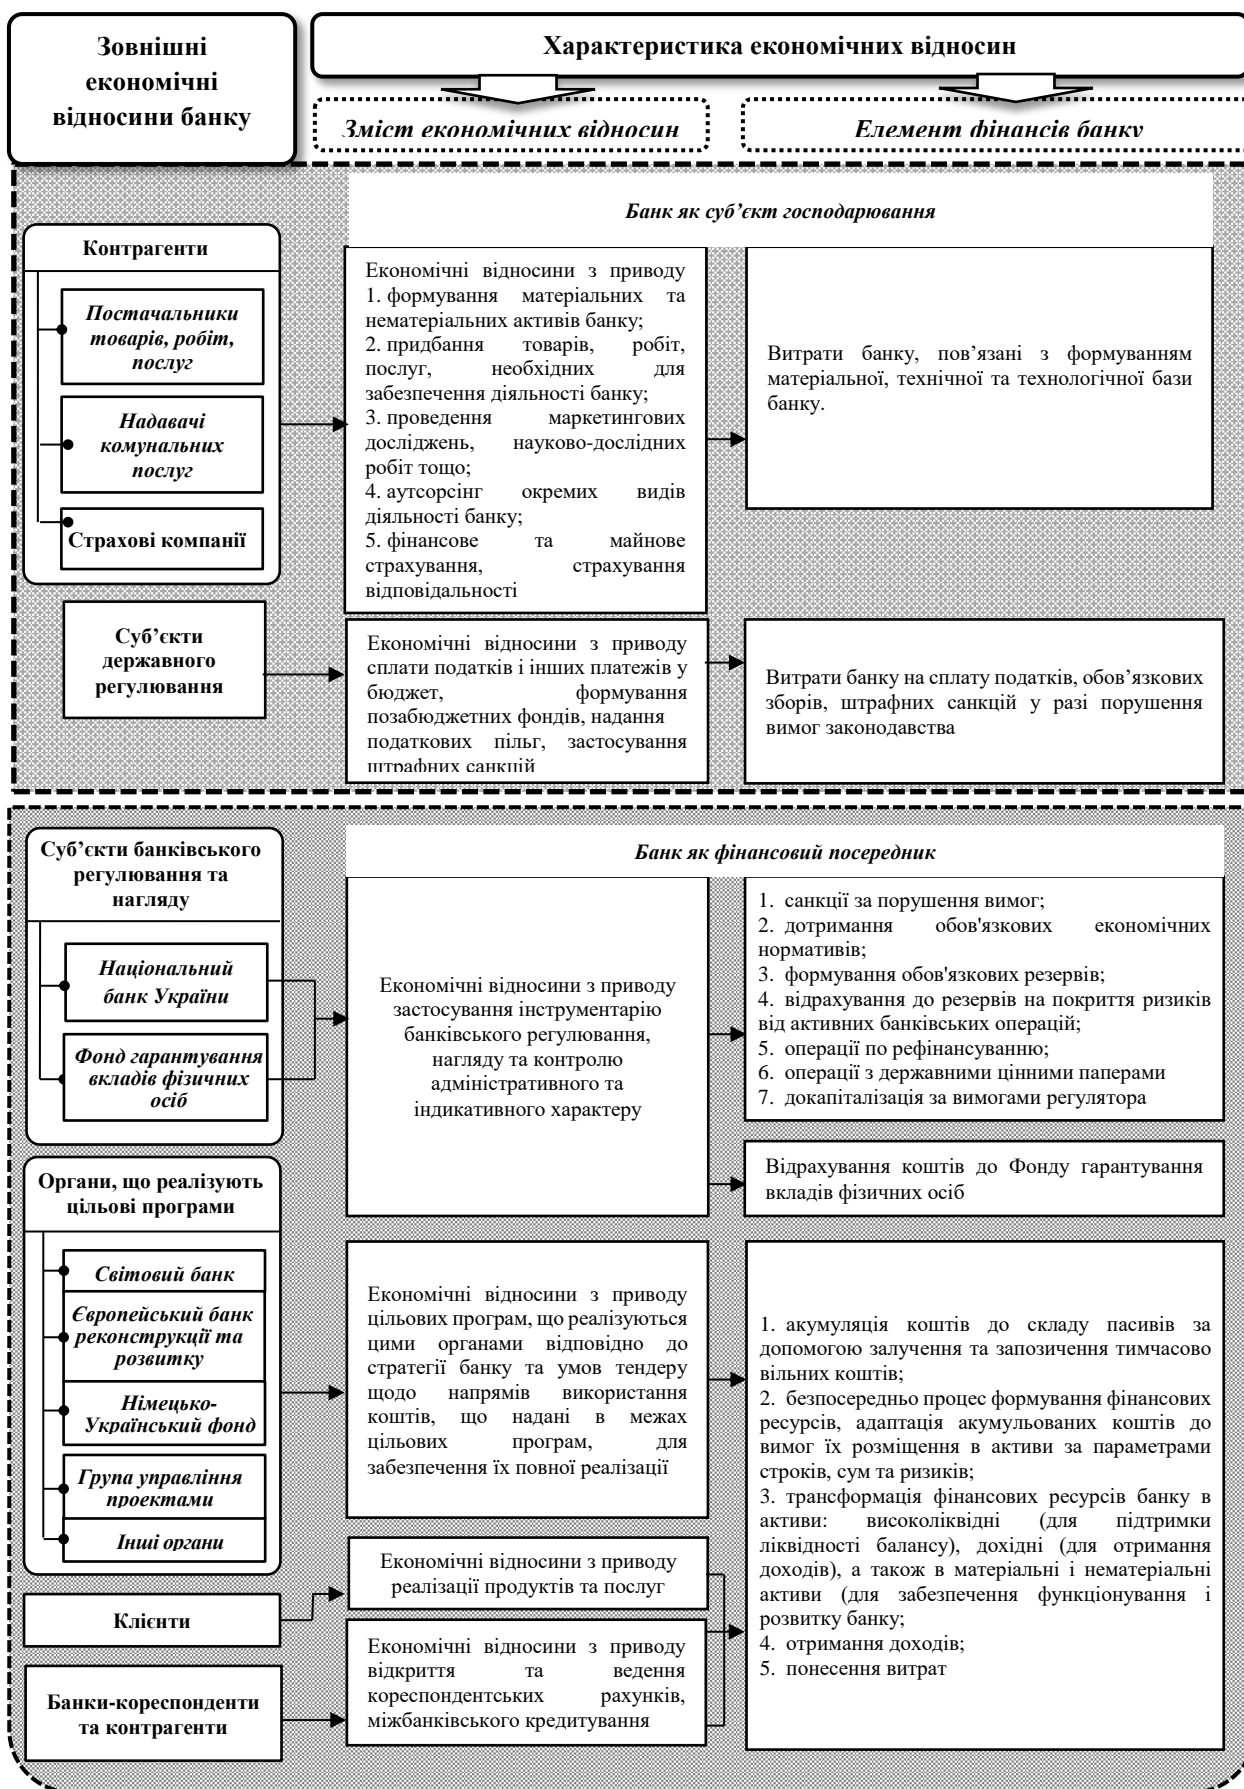 Зовнішні
економічні
відносини банку
Характеристика економічних відносин
Зміст економічних відносин
Елемент фінансів банку
Банк як суб’єкт господарювання
Контрагенти
Постачальники
товарів, робіт,
послуг
Надавачі
комунальних
послуг
Страхові компанії
Економічні відносини з приводу
1. формування матеріальних та
нематеріальних активів банку;
2. придбання товарів, робіт,
послуг, необхідних для
забезпечення діяльності банку;
3. проведення маркетингових
досліджень, науково-дослідних
робіт тощо;
4. аутсорсінг окремих видів
діяльності банку;
5. фінансове та майнове
страхування, страхування
відповідальності
Витрати банку, пов’язані з формуванням
матеріальної, технічної та технологічної бази
банку.
Суб’єкти
державного
регулювання
Економічні відносини з приводу
сплати податків і інших платежів у
бюджет, формування
позабюджетних фондів, надання
податкових пільг, застосування
штрафних санкцій
Витрати банку на сплату податків, обов’язкових
зборів, штрафних санкцій у разі порушення
вимог законодавства
Банк як фінансовий посередник
Суб’єкти банківського
регулювання та
нагляду
Національний
банк України
Фонд гарантування
вкладів фізичних
осіб
Економічні відносини з приводу
застосування інструментарію
банківського регулювання,
нагляду та контролю
адміністративного та
індикативного характеру
1. санкції за порушення вимог;
2. дотримання обов'язкових економічних
нормативів;
3. формування обов'язкових резервів;
4. відрахування до резервів на покриття ризиків
від активних банківських операцій;
5. операції по рефінансуванню;
6. операції з державними цінними паперами
7. докапіталізація за вимогами регулятора
Відрахування коштів до Фонду гарантування
вкладів фізичних осіб
Органи, що реалізують
цільові програми
Світовий банк
Європейський банк
реконструкції та
розвитку
Німецько-
Український фонд
Група управління
проектами
Інші органи
Економічні відносини з приводу
цільових програм, що реалізуються
цими органами відповідно до
стратегії банку та умов тендеру
щодо напрямів використання
коштів, що надані в межах
цільових програм, для
забезпечення їх повної реалізації
1. акумуляція коштів до складу пасивів за
допомогою залучення та запозичення тимчасово
вільних коштів;
2. безпосередньо процес формування фінансових
ресурсів, адаптація акумульованих коштів до
вимог їх розміщення в активи за параметрами
строків, сум та ризиків;
3. трансформація фінансових ресурсів банку в
активи: високоліквідні (для підтримки
ліквідності балансу), дохідні (для отримання
доходів), а також в матеріальні і нематеріальні
активи (для забезпечення функціонування і
розвитку банку;
4. отримання доходів;
5. понесення витрат
Клієнти
Економічні відносини з приводу
реалізації продуктів та послуг
Банки-кореспонденти
та контрагенти
Економічні відносини з приводу
відкриття та ведення
кореспондентських рахунків,
міжбанківського кредитування